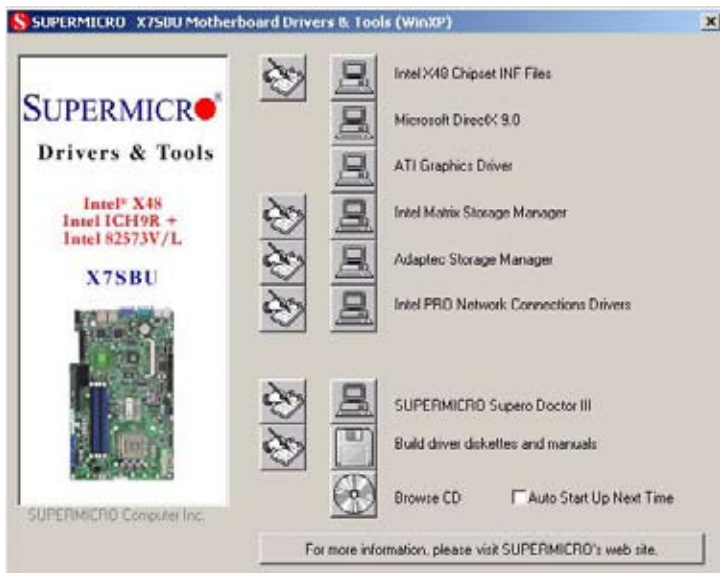 SUPERMICRO X7SBU Motherboard Drivers & Tools (WinXP)
SUPERMICRO®
Drivers & Tools
Intel® X48
Intel ICH9R +
Intel 82573V/L
X7SBU
SUPERMICRO Computer Inc.
Intel X48 Chipset INF Files
Microsoft DirectX 9.0
ATI Graphics Driver
Intel Matrix Storage Manager
Adaptec Storage Manager
Intel PRO Network Connections Drivers
SUPERMICRO Supero Doctor III
Build driver diskettes and manuals
Browse CD
Auto Start Up Next Time
For more information, please visit SUPERMICRO's web site.